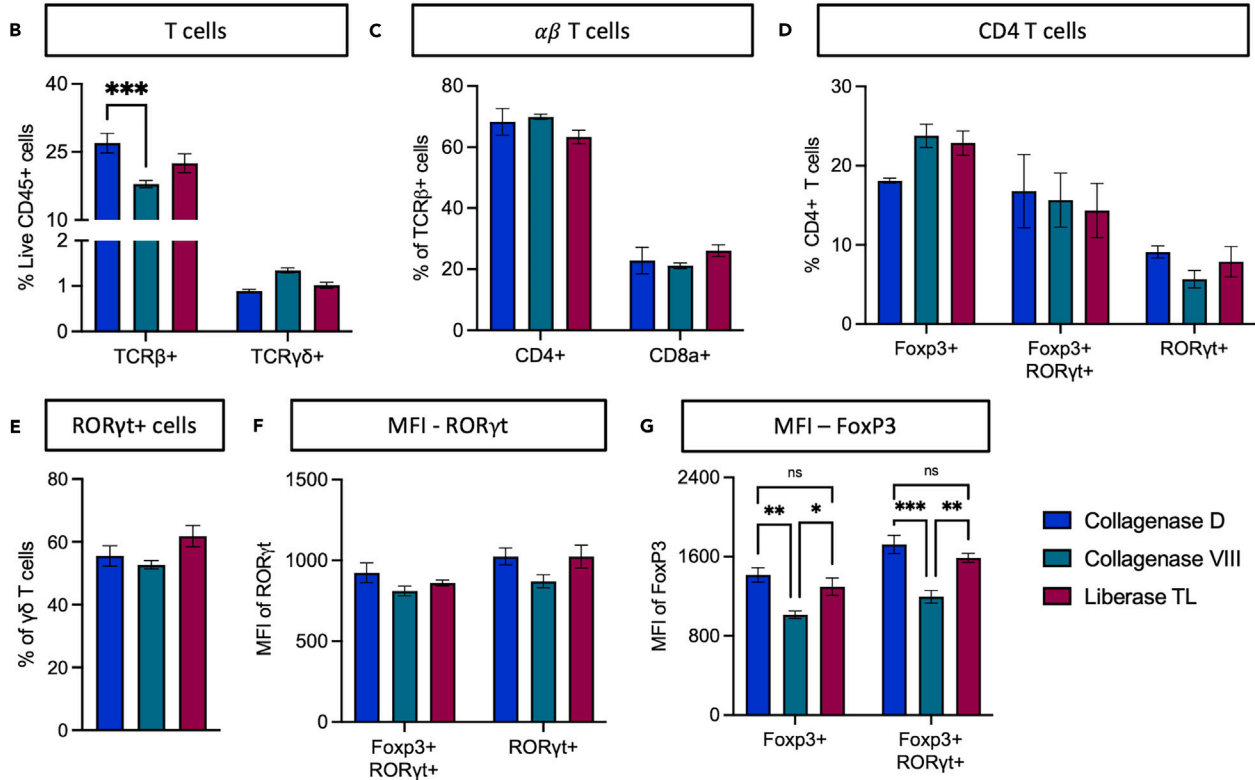 B
T cells
% Live CD45+ cells
40
25
10
2
1
0
***
TCRβ+
TCRγδ+
C
αβ T cells
% of TCRβ+ cells
80
60
40
20
0
CD4+
CD8a+
D
CD4 T cells
% CD4+ T cells
30
20
10
0
Foxp3+
Foxp3+
RORγt+
RORγt+
E
RORγt+ cells
% of γδ T cells
80
60
40
20
0
F
MFI - RORγt
MFI of RORγt
1500
1000
500
0
Foxp3+
RORγt+
RORγt+
G
MFI – FoxP3
MFI of FoxP3
2400
1600
800
0
ns
**
*
ns
***
**
Foxp3+
Foxp3+
RORγt+
Collagenase D
Collagenase VIII
Liberase TL